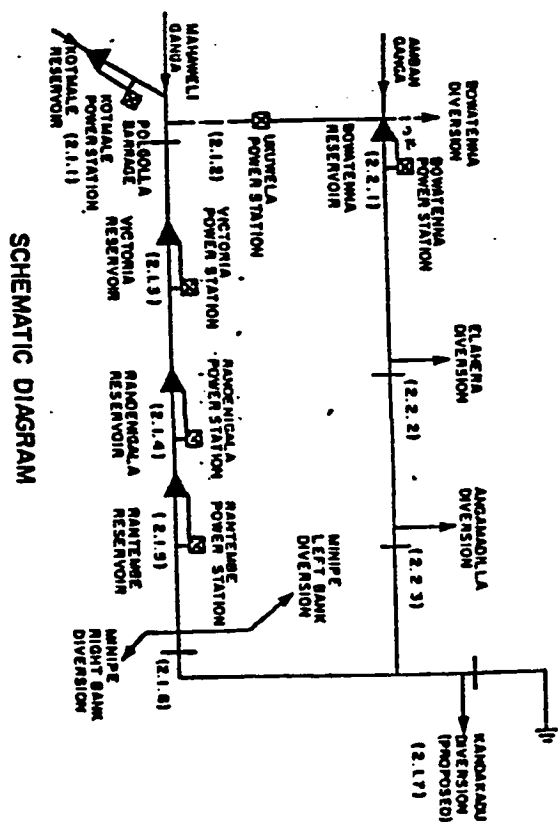 BOWATENNA
DIVERSION
AMBAN
GANGA
BOWATENNA
POWER STATION
(2.2.1)
BOWATENNA
RESERVOIR
ELAHERA
DIVERSION
(2.2.2)
ANGAMADILLA
DIVERSION
(2.2 3)
KANDAKADU
DIVERSION
(PROPOSED)
(2.1.7)
UKUWELA
POWER STATION
(2.1.2)
MAHAWELI
GANGA
POLGOLLA
BARRAGE
KOTMALE
POWER STATION
(2.1.1)
KOTMALE
RESERVOIR
VICTORIA POWER STATION
(2.1.3)
VICTORIA
RESERVOIR
RANDENIGALA
POWER STATION
(2.1.4)
RANDENIGALA
RESERVOIR
RANTEMBE
POWER STATION
(2.1.5)
RANTEMBE
RESERVOIR
MINIPE
LEFT BANK
DIVERSION
MINIPE
RIGHT BANK
DIVERSION
(2.1.6)
SCHEMATIC DIAGRAM